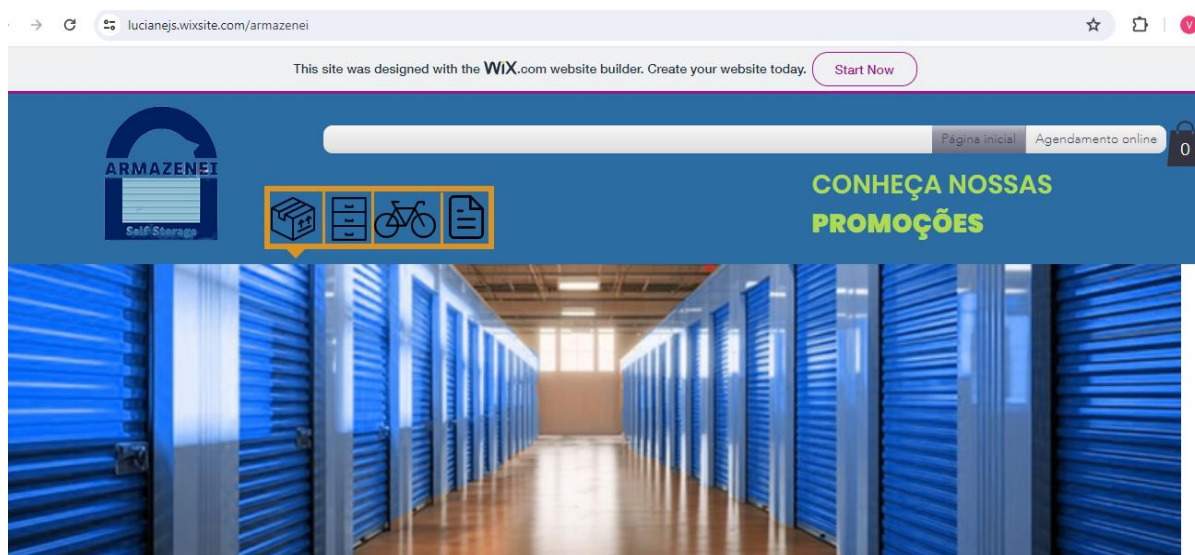 lucianejs.wixsite.com/armazenei
This site was designed with the WiX.com website builder. Create your website today. Start Now
Página inicial Agendamento online
0
ARMAZENEI
Self Storage
CONHEÇA NOSSAS
PROMOÇÕES
V